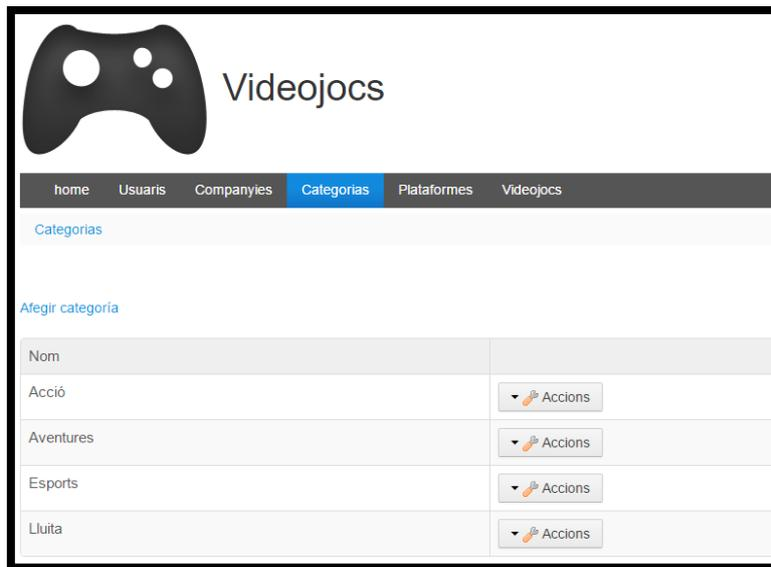 Videojocs
home Usuaris Companyies Categorias Plataformes Videojocs
Categorias
Afegir categoría
Nom
Acció Accions
Aventures Accions
Esports Accions
Lluita Accions